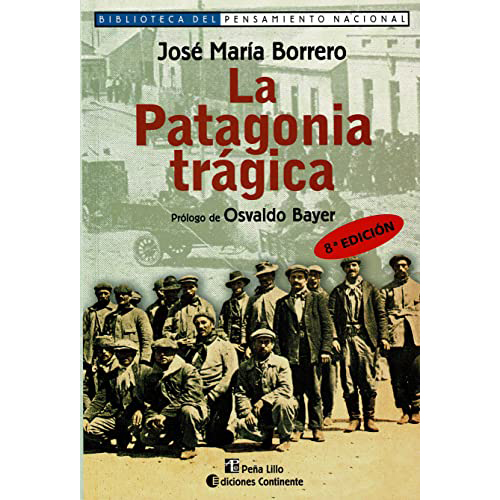 BIBLIOTECA DEL PENSAMIENTO NACIONAL
José María Borrero
La
Patagonia
trágica
Prólogo de Osvaldo Bayer
8ª EDICIÓN
Peña Lillo
Ediciones Continente